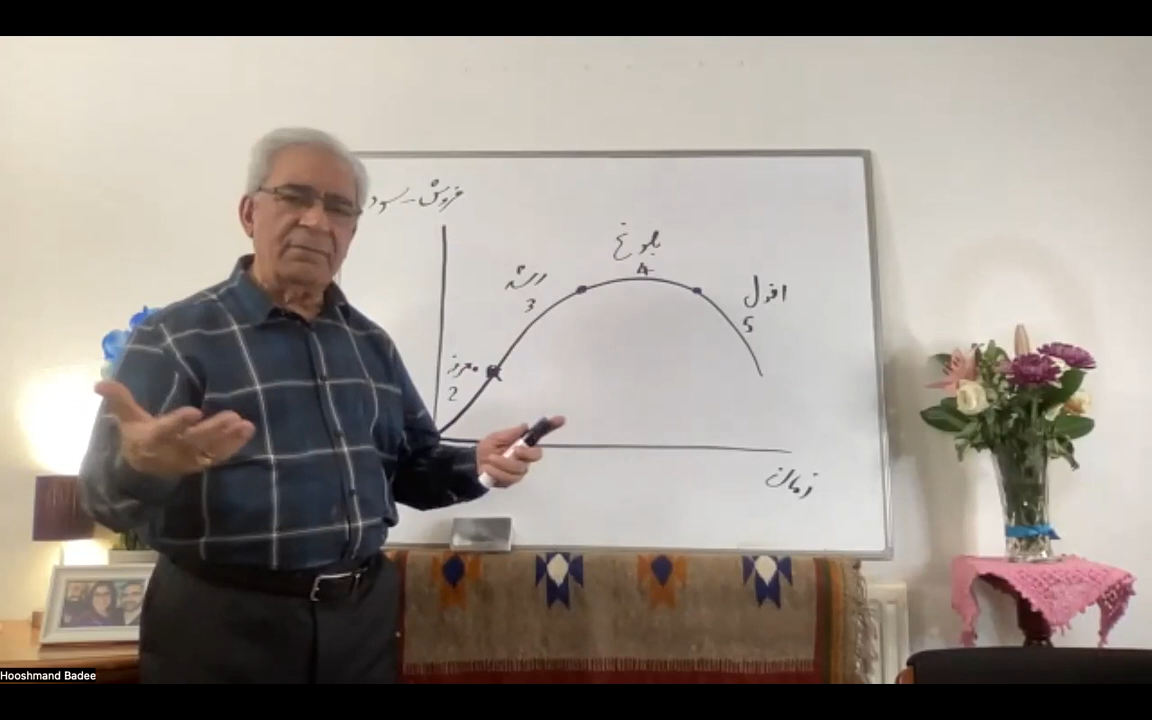 فروش - سود
بلوغ
4
رشد
3
افول
5
معرفی
2
زمان
Hooshmand Badee